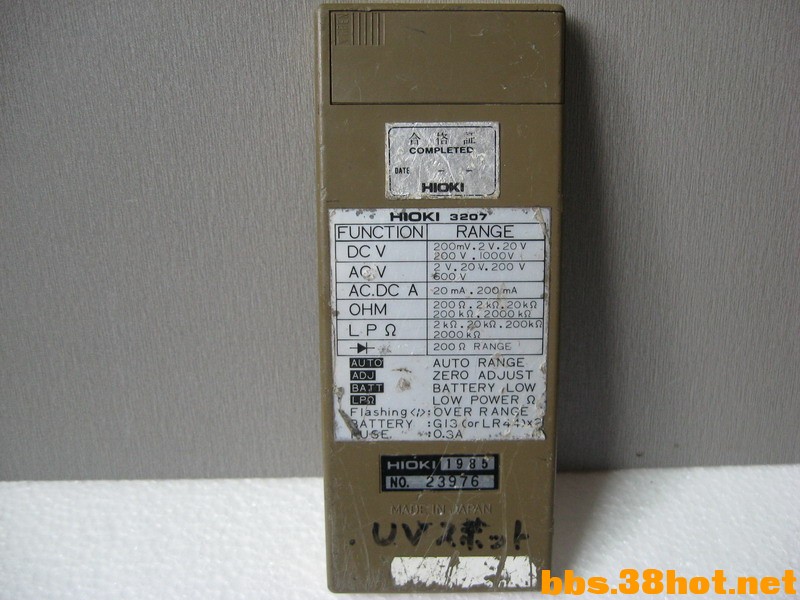 合格証
COMPLETED
DATE - -
HIOKI
HIOKI 3207
FUNCTION RANGE
DC V 200mV.2V.20V
200V.1000V
AC V 2V.20V.200V
600V
AC.DC A 20mA.200mA
OHM 200Ω.2kΩ.20kΩ
200kΩ.2000kΩ
LPΩ 2kΩ.20kΩ.200kΩ
2000kΩ
200Ω RANGE
AUTO AUTO RANGE
ADJ ZERO ADJUST
BATT BATTERY LOW
LPΩ LOW POWER Ω
Flashing :OVER RANGE
BATTERY :G13(or LR44)x2
FUSE :0.3A
HIOKI 1985
NO. 23976
MADE IN JAPAN
.UVスポット
bbs.38hot.net